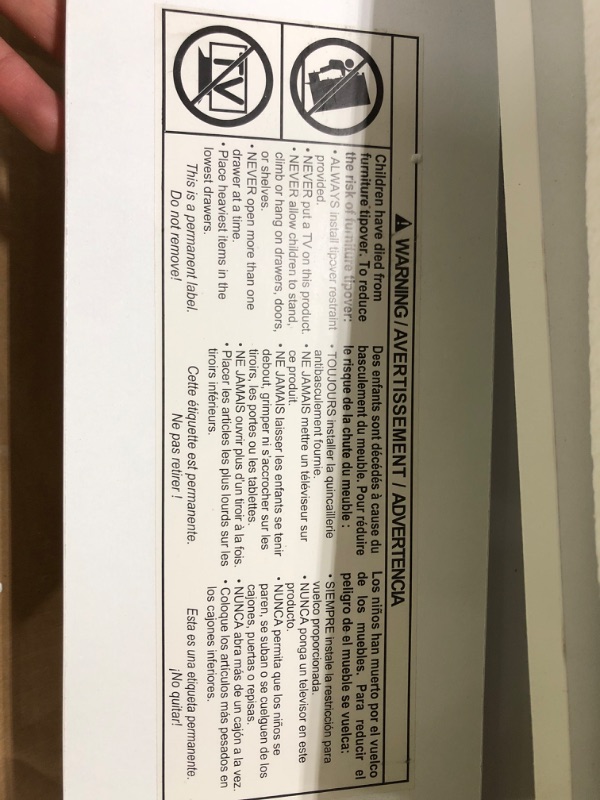 ⚠ WARNING / AVERTISSEMENT / ADVERTENCIA
TV
Children have died from
furniture tipover. To reduce
the risk of furniture tipover:
• ALWAYS install tipover restraint
provided.
• NEVER put a TV on this product.
• NEVER allow children to stand,
climb or hang on drawers, doors,
or shelves.
• NEVER open more than one
drawer at a time.
• Place heaviest items in the
lowest drawers.
This is a permanent label.
Do not remove!
Des enfants sont décédés à cause du
basculement du meuble. Pour réduire
le risque de la chute du meuble :
• TOUJOURS installer la quincaillerie
antibasculement fournie.
• NE JAMAIS mettre un téléviseur sur
ce produit.
• NE JAMAIS laisser les enfants se tenir
debout, grimper ni s'accrocher sur les
tiroirs, les portes ou les tablettes.
• NE JAMAIS ouvrir plus d'un tiroir à la fois.
• Placer les articles les plus lourds sur les
tiroirs inférieurs.
Cette étiquette est permanente.
Ne pas retirer !
Los niños han muerto por el vuelco
de los muebles. Para reducir el
peligro de el mueble se vuelca:
• SIEMPRE instale la restricción para
vuelco proporcionada.
• NUNCA ponga un televisor en este
producto.
• NUNCA permita que los niños se
paren, se suban o se cuelguen de los
cajones, puertas o repisas.
• NUNCA abra más de un cajón a la vez.
• Coloque los artículos más pesados en
los cajones inferiores.
Esta es una etiqueta permanente.
¡No quitar!